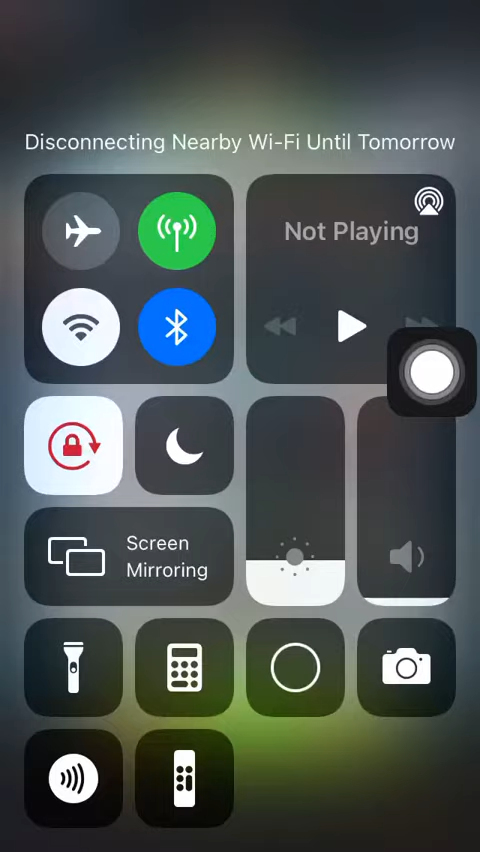 Disconnecting Nearby Wi-Fi Until Tomorrow
Not Playing
Screen
Mirroring